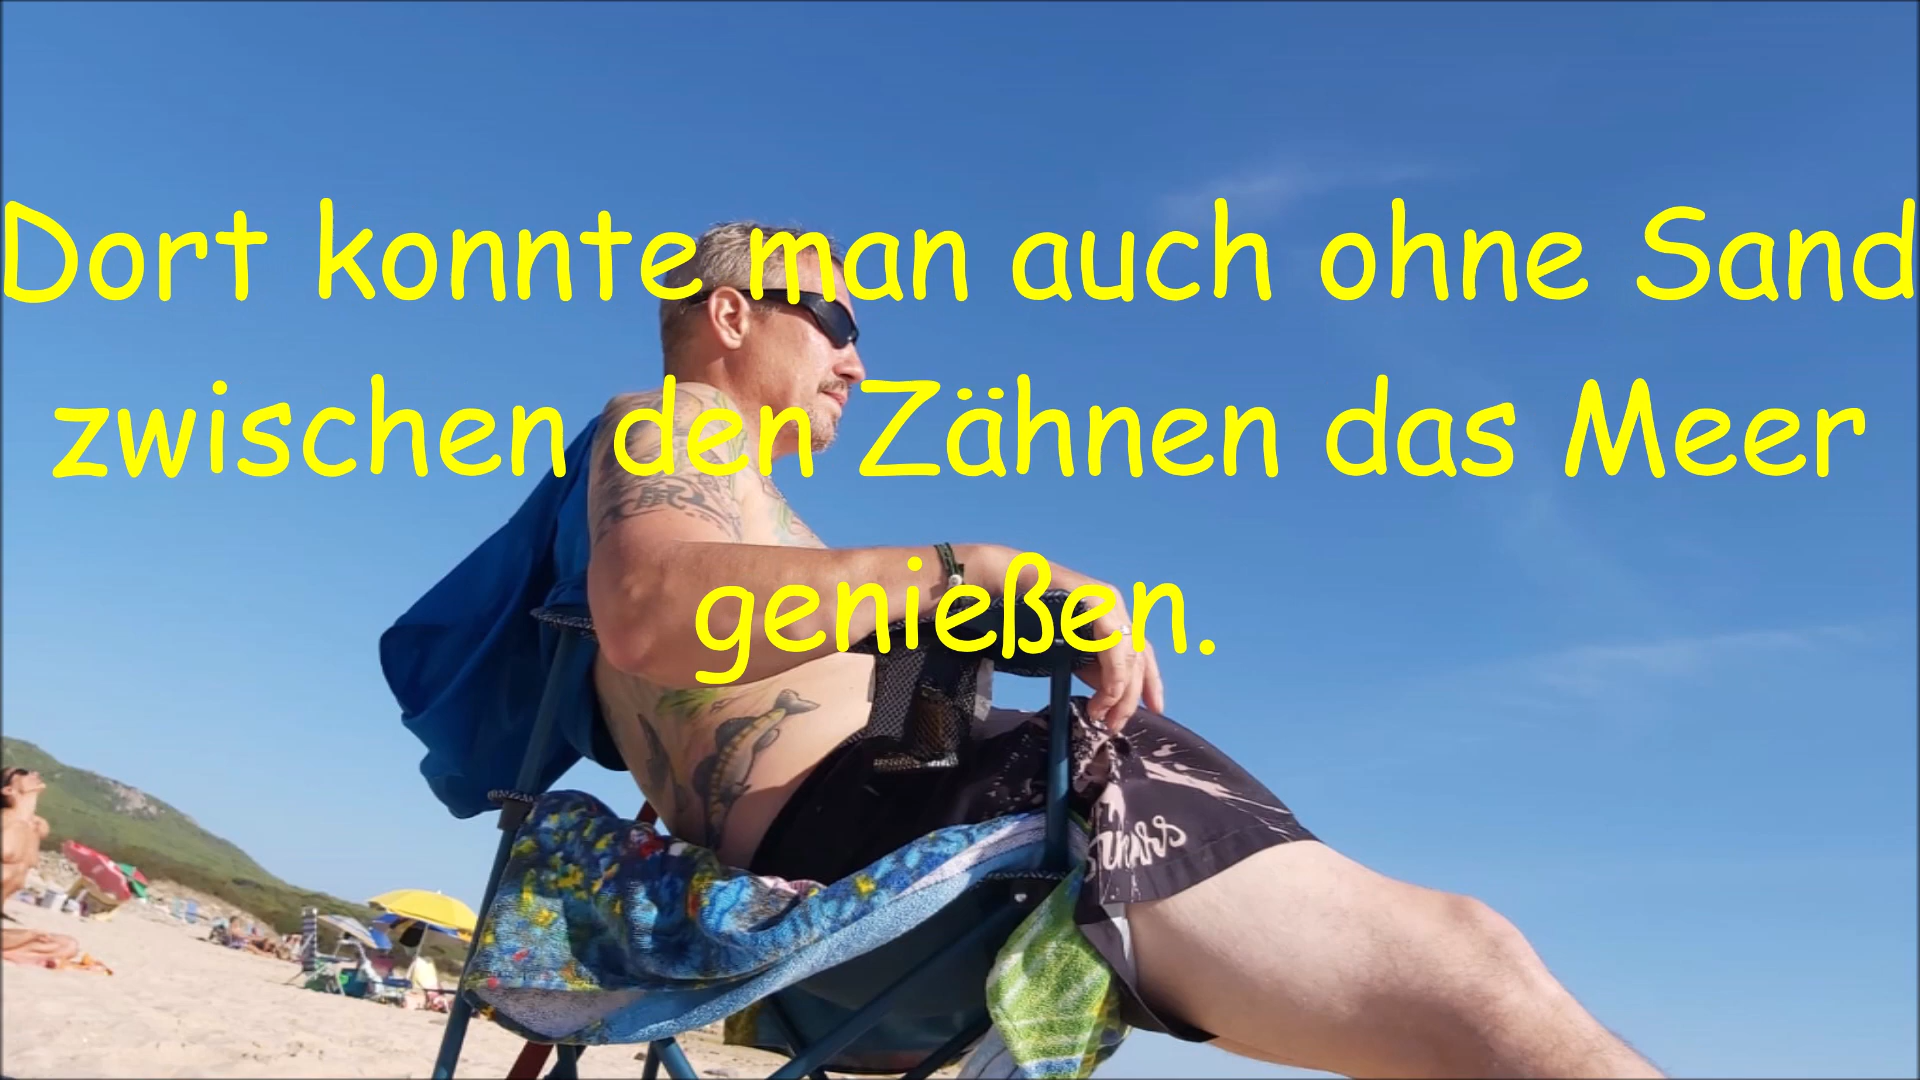 Dort konnte man auch ohne Sand
zwischen den Zähnen das Meer
genießen.